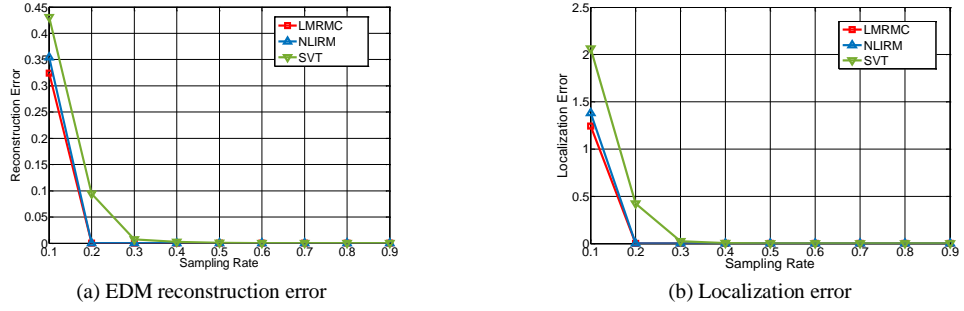 0.45
0.4
0.35
0.3
0.25
0.2
0.15
0.1
0.05
0
Reconstruction Error
LMRMC
NLIRM
SVT
0.1 0.2 0.3 0.4 0.5 0.6 0.7 0.8 0.9
Sampling Rate
(a) EDM reconstruction error
2.5
2
1.5
1
0.5
0
Localization Error
LMRMC
NLIRM
SVT
0.1 0.2 0.3 0.4 0.5 0.6 0.7 0.8 0.9
Sampling Rate
(b) Localization error